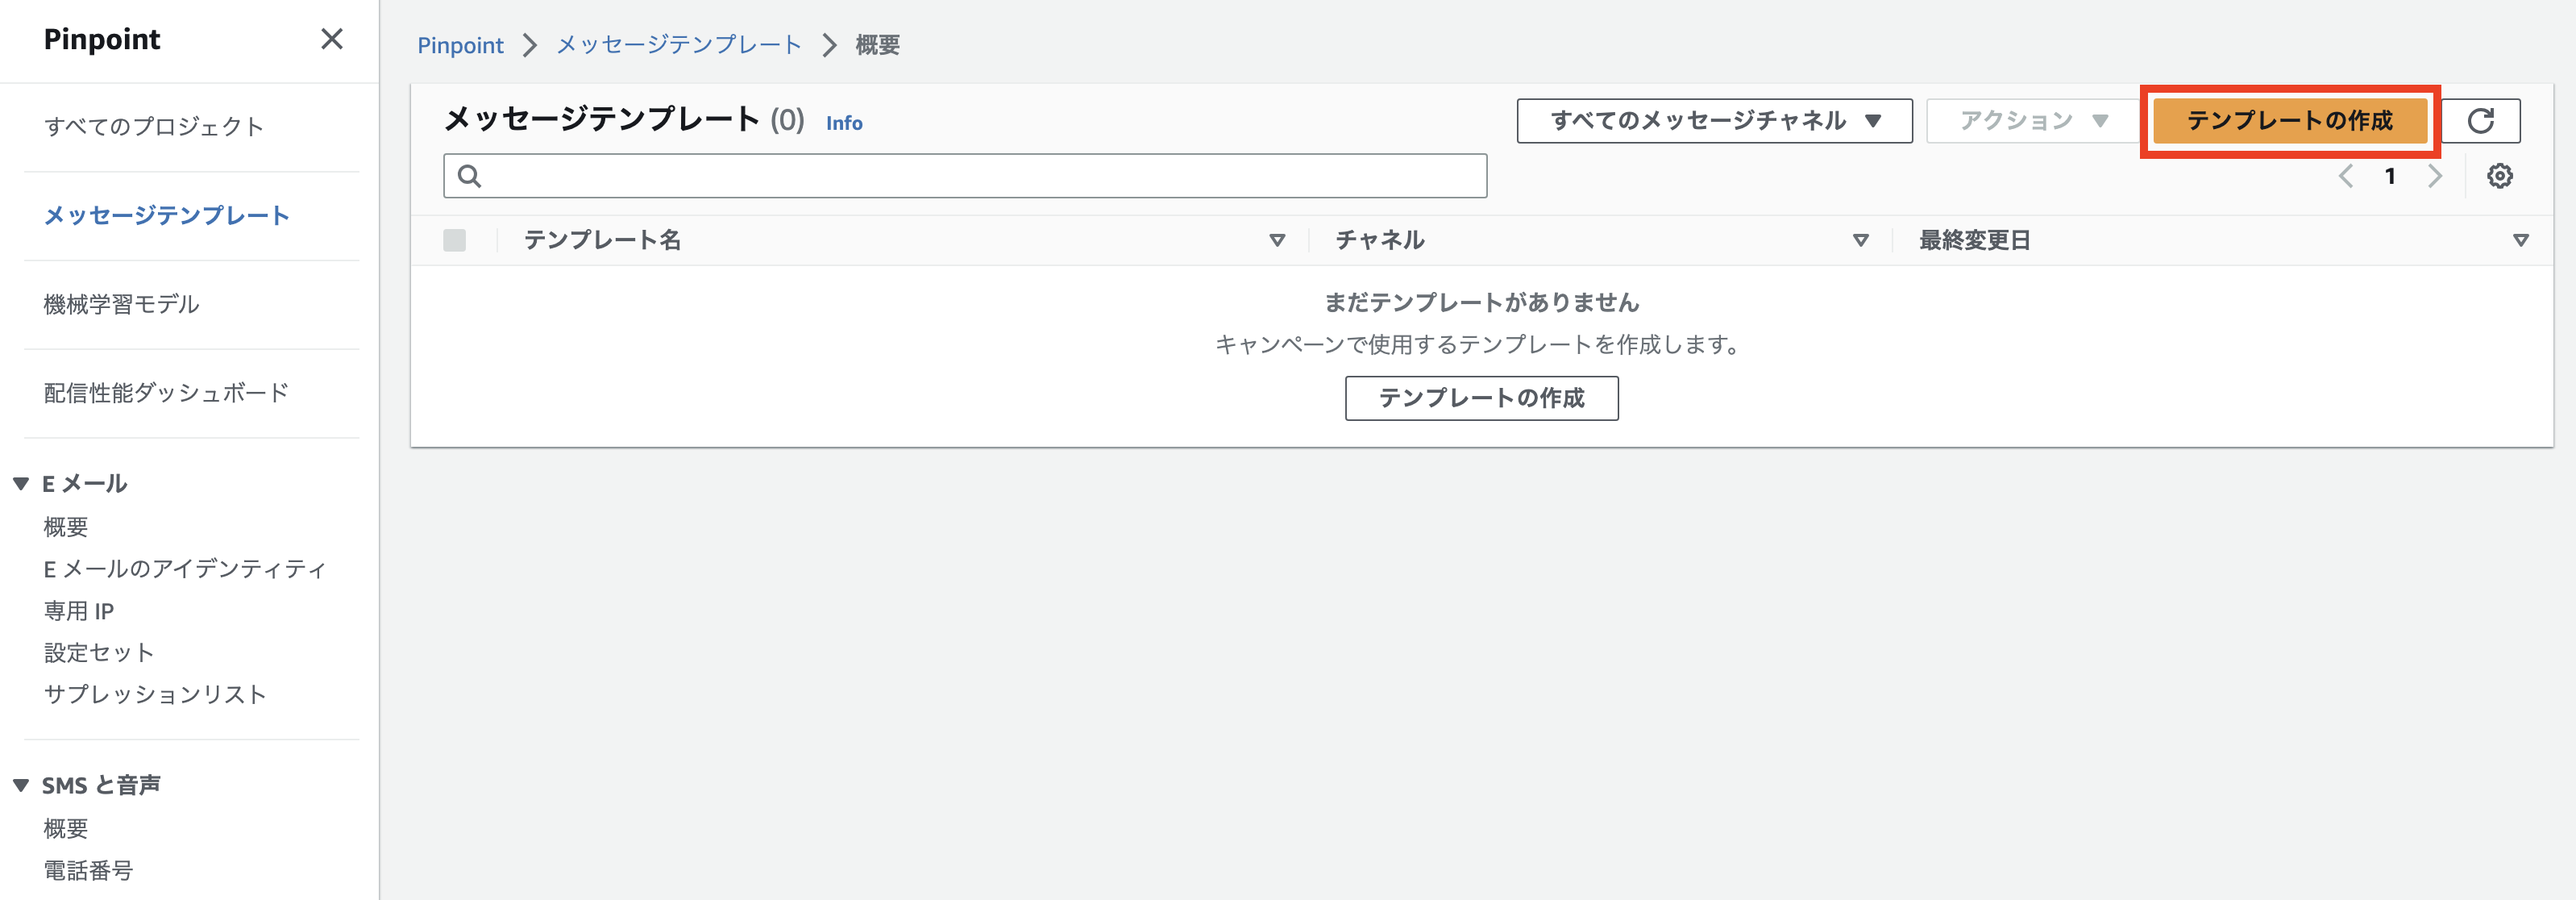 Pinpoint
すべてのプロジェクト
メッセージテンプレート
機械学習モデル
配信性能ダッシュボード
E メール
概要
E メールのアイデンティティ
専用 IP
設定セット
サプレッションリスト
SMS と音声
概要
電話番号
Pinpoint メッセージテンプレート 概要
メッセージテンプレート (0) Info
すべてのメッセージチャネル アクション テンプレートの作成
1
テンプレート名 チャネル 最終変更日
まだテンプレートがありません
キャンペーンで使用するテンプレートを作成します。
テンプレートの作成